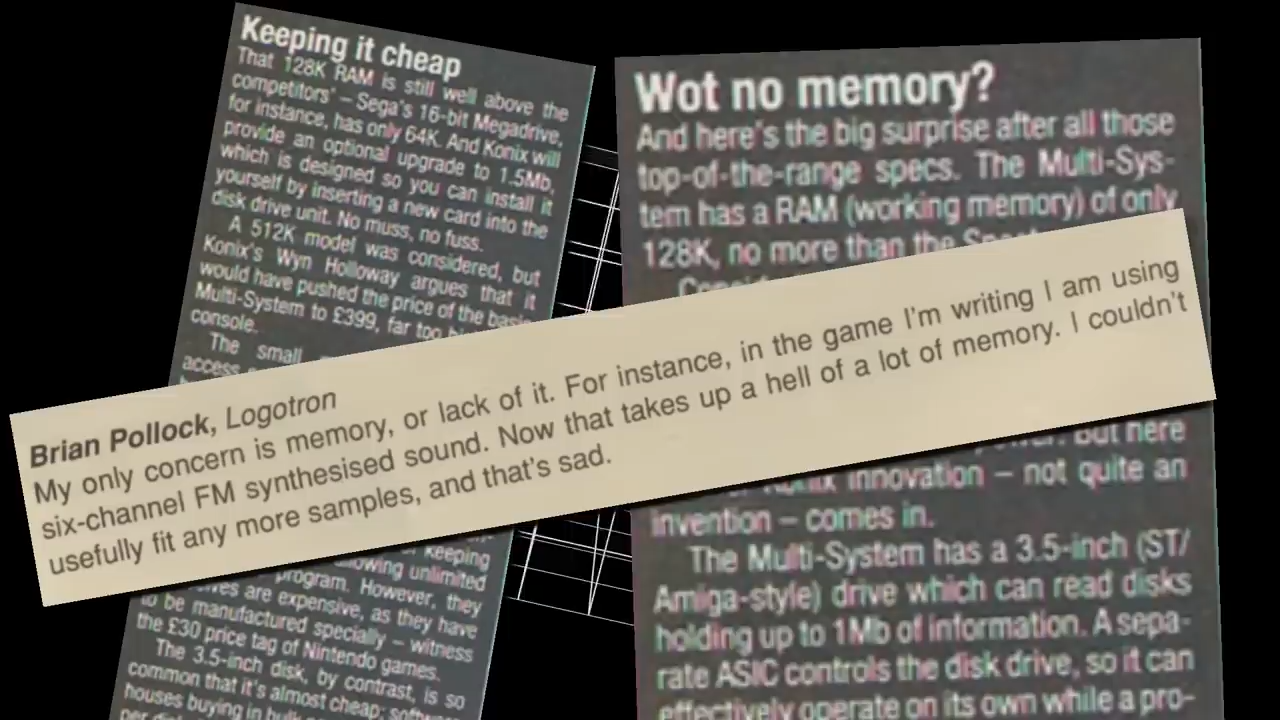 Keeping it cheap
That 128K RAM is still well above the
competitors' – Sega's 16-bit Megadrive,
for instance, has only 64K. And Konix will
provide an optional upgrade to 1.5Mb,
which is designed so you can install it
yourself by inserting a new card into the
disk drive unit. No muss, no fuss.
A 512K model was considered, but
Konix's Wyn Holloway argues that it
would have pushed the price of the basic
Multi-System to £399, far too
console.
The small
access
Wot no memory?
And here's the big surprise after all those
top-of-the-range specs. The Multi-Sys-
tem has a RAM (working memory) of only
128K, no more than the
Brian Pollock, Logotron
My only concern is memory, or lack of it. For instance, in the game I'm writing I am using
six-channel FM synthesised sound. Now that takes up a hell of a lot of memory. I couldn't
usefully fit any more samples, and that's sad.
keeping
unlimited
program. However, they
are expensive, as they have
to be manufactured specially – witness
the £30 price tag of Nintendo games.
The 3.5-inch disk, by contrast, is so
common that it's almost cheap; software
houses buying in bulk
But here
Konix innovation – not quite an
invention – comes in.
The Multi-System has a 3.5-inch (ST/
Amiga-style) drive which can read disks
holding up to 1Mb of information. A sepa-
rate ASIC controls the disk drive, so it can
effectively operate on its own while a pro-